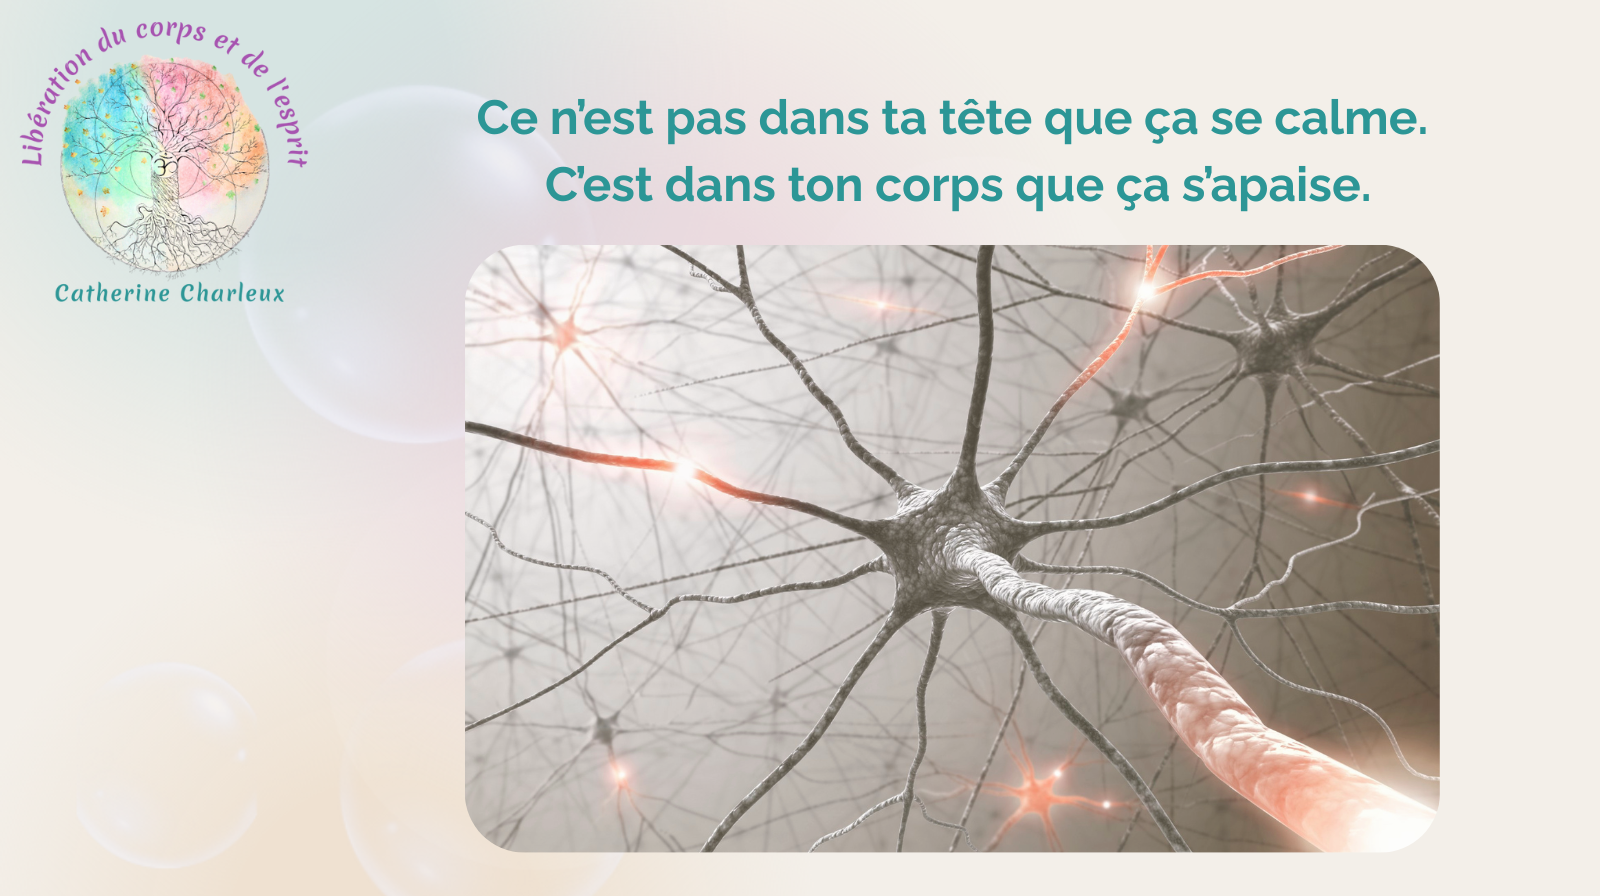 Libération du corps et de l'esprit
Catherine Charleux
Ce n’est pas dans ta tête que ça se calme.
C’est dans ton corps que ça s’apaise.